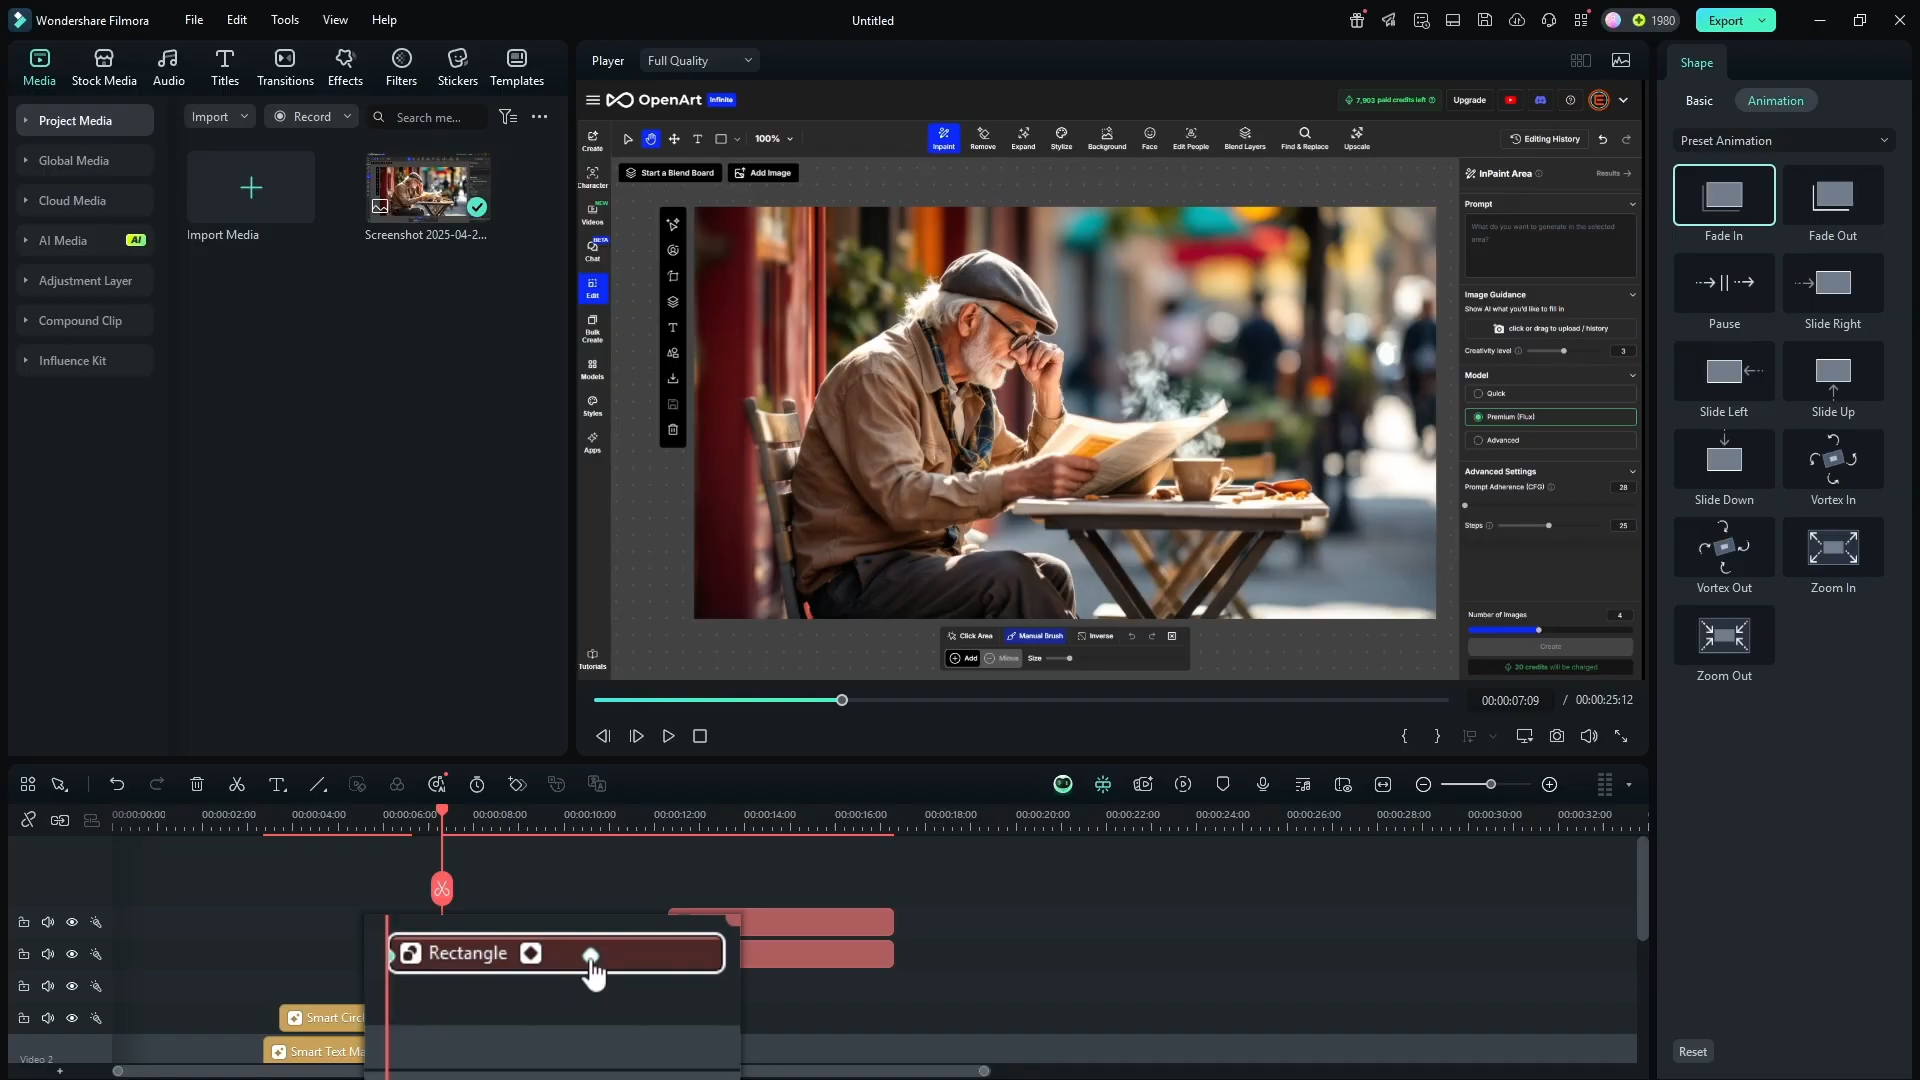 Wondershare Filmora
File Edit Tools View Help
Untitled
1980
Export
Media Stock Media Audio Titles Transitions Effects Filters Stickers Templates
Player Full Quality
Shape
Basic Animation
Project Media
Import Record Search me...
Global Media
Cloud Media
AI Media AI
Adjustment Layer
Compound Clip
Influence Kit
Import Media
Screenshot 2025-04-2...
OpenArt Infinite
7,903 paid credits left Upgrade
Create
Character
NEW
Videos
BETA
Chat
Edit
Bulk Create
Models
Styles
Apps
Tutorials
100%
Inpaint Remove Expand Stylize Background Face Edit People Blend Layers Find & Replace Upscale
Editing History
Start a Blend Board Add Image
InPaint Area Results
Prompt
What do you want to generate in the selected area?
Image Guidance
Show AI what you'd like to fill in
click or drag to upload / history
Creativity level 3
Model
Quick
Premium (Flux)
Advanced
Advanced Settings
Prompt Adherence (CFG) 28
Steps 25
Number of Images 4
Create
20 credits will be charged
Click Area Manual Brush Inverse
Add Minus Size
00:00:07:09 / 00:00:25:12
Preset Animation
Fade In Fade Out
Pause Slide Right
Slide Left Slide Up
Slide Down Vortex In
Vortex Out Zoom In
Zoom Out
Reset
00:00:00:00 00:00:02:00 00:00:04:00 00:00:06:00 00:00:08:00 00:00:10:00 00:00:12:00 00:00:14:00 00:00:16:00 00:00:18:00 00:00:20:00 00:00:22:00 00:00:24:00 00:00:26:00 00:00:28:00 00:00:30:00 00:00:32:00
Rectangle
Smart Circ
Smart Text Ma
Video 2